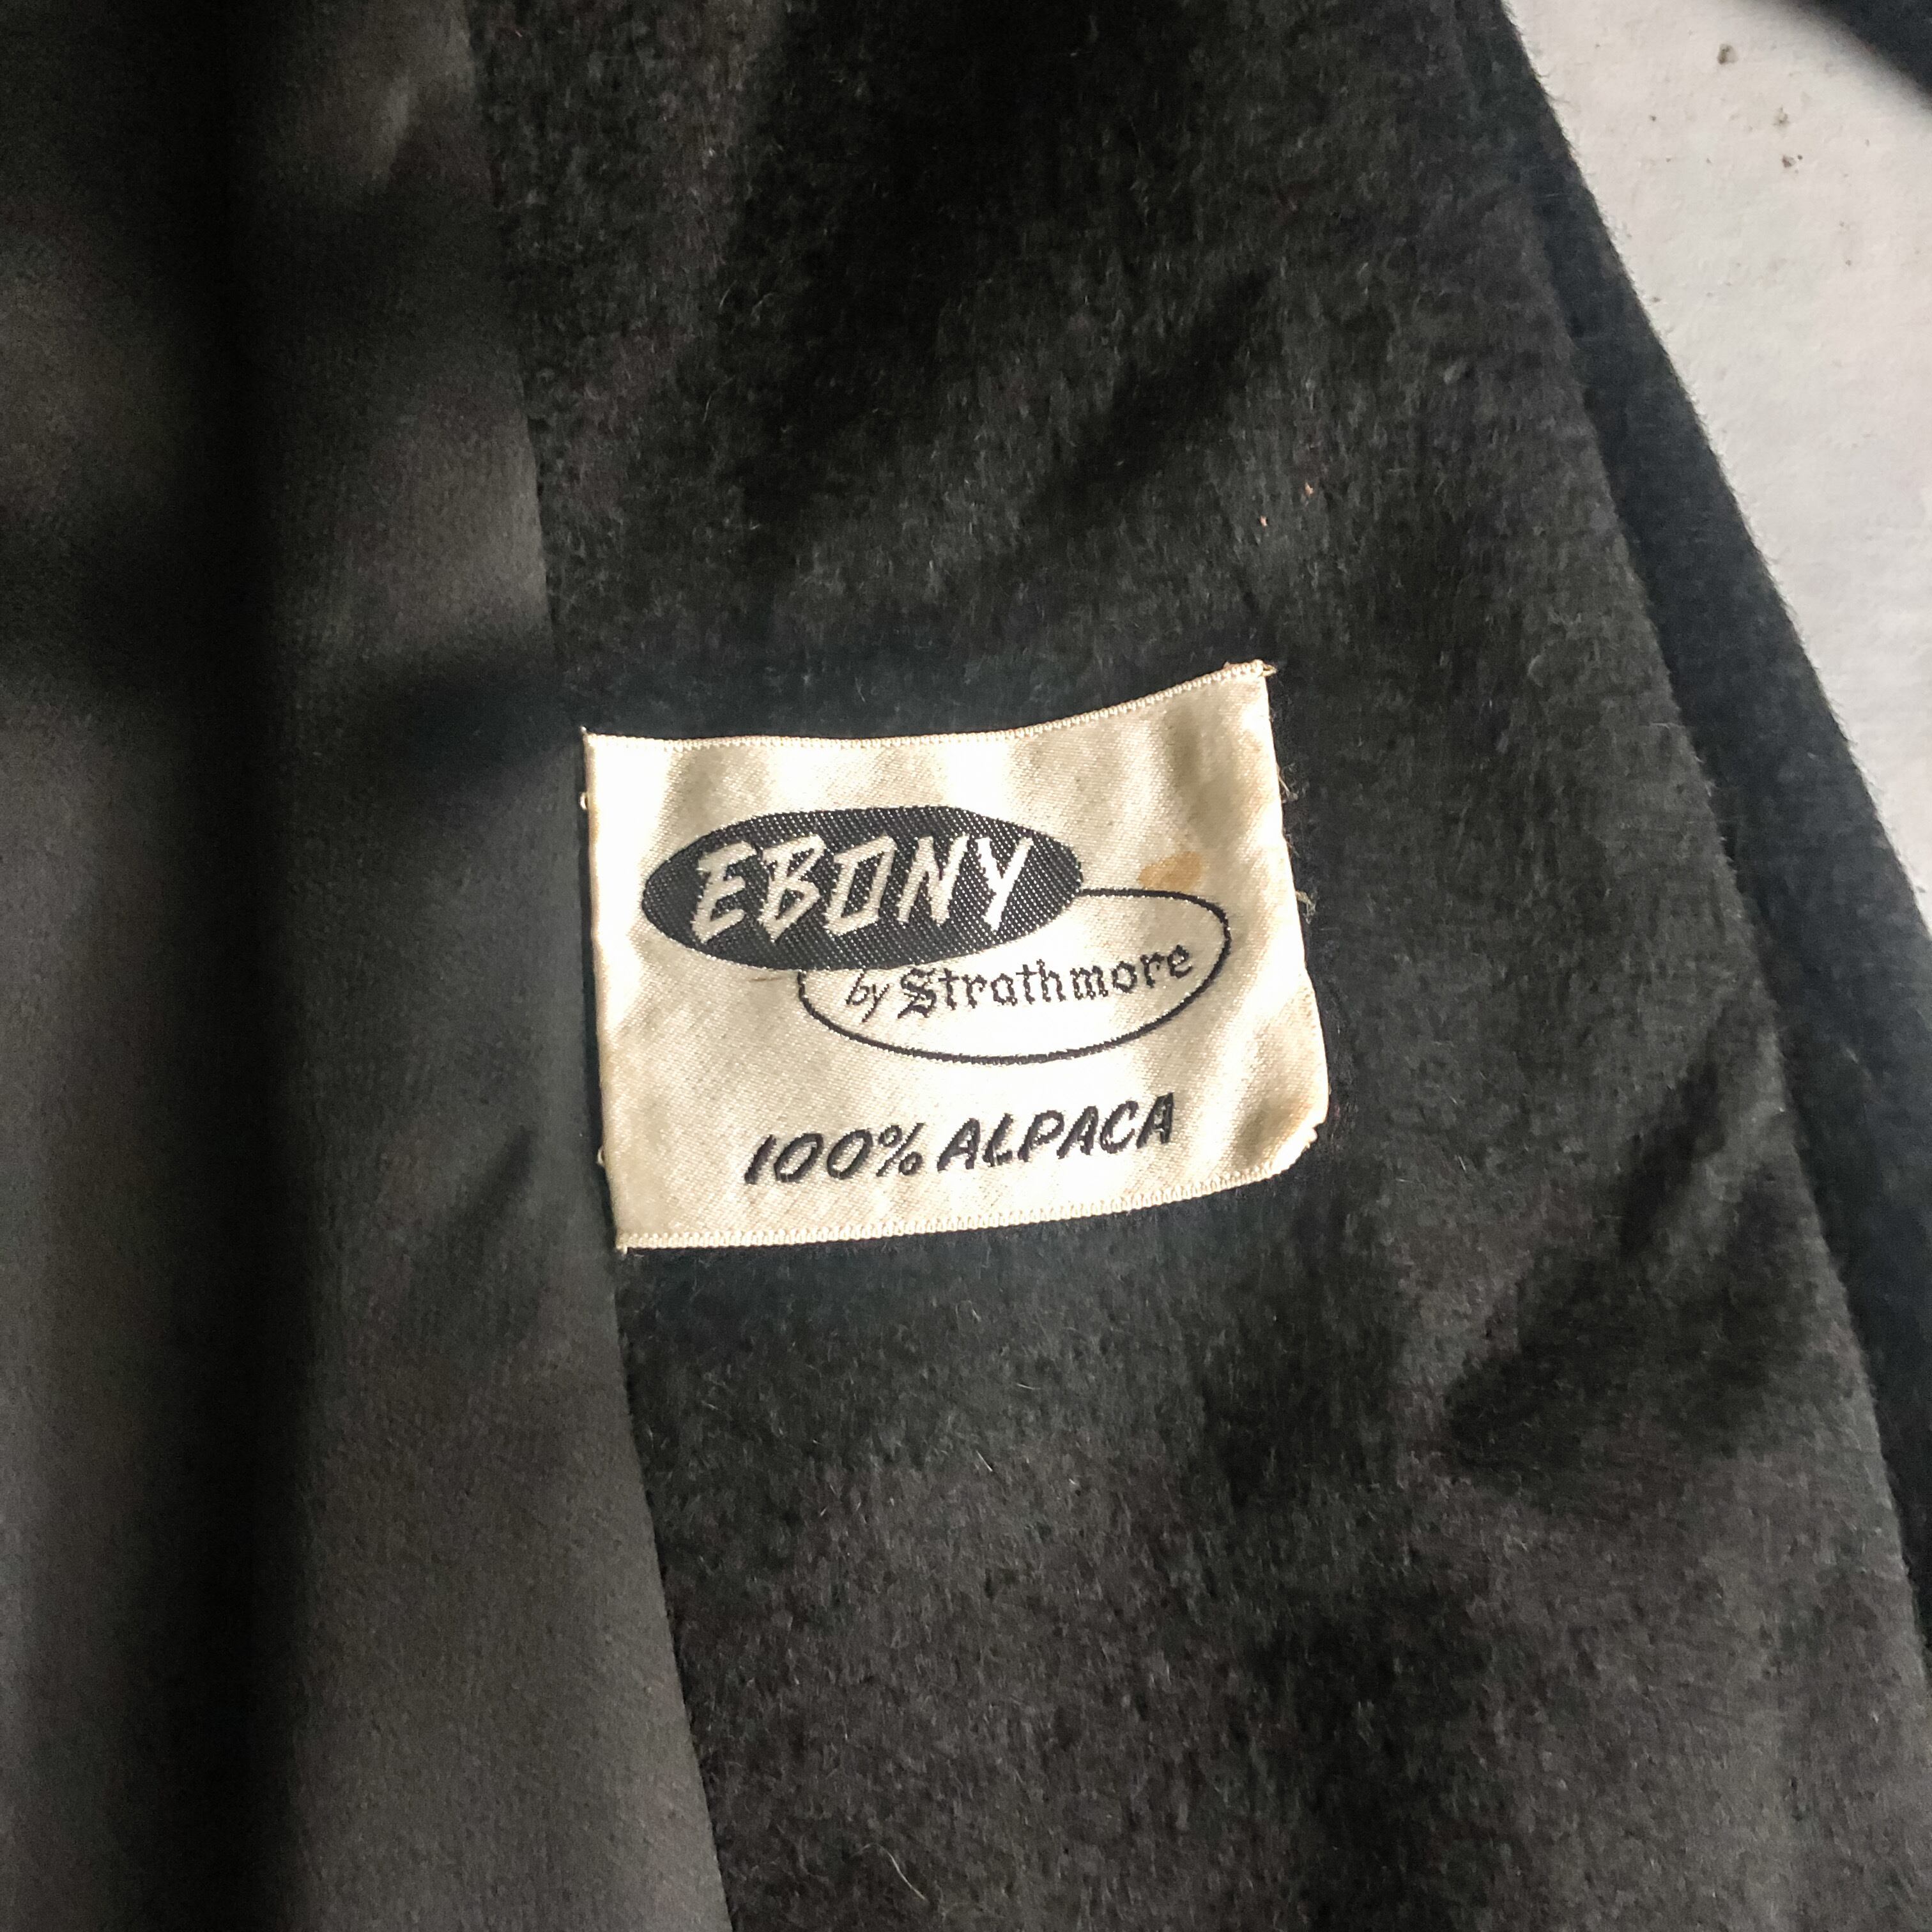 EBONY
by Strathmore
100% ALPACA